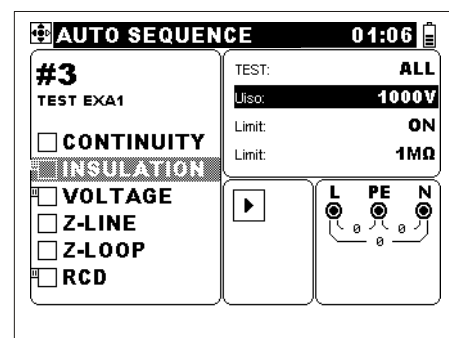 AUTO SEQUENCE 01:06
#3
TEST EXA1
CONTINUITY
INSULATION
VOLTAGE
Z-LINE
Z-LOOP
RCD
TEST: ALL
Uiso: 1000V
Limit: ON
Limit: 1MΩ
L PE N
0 0
0